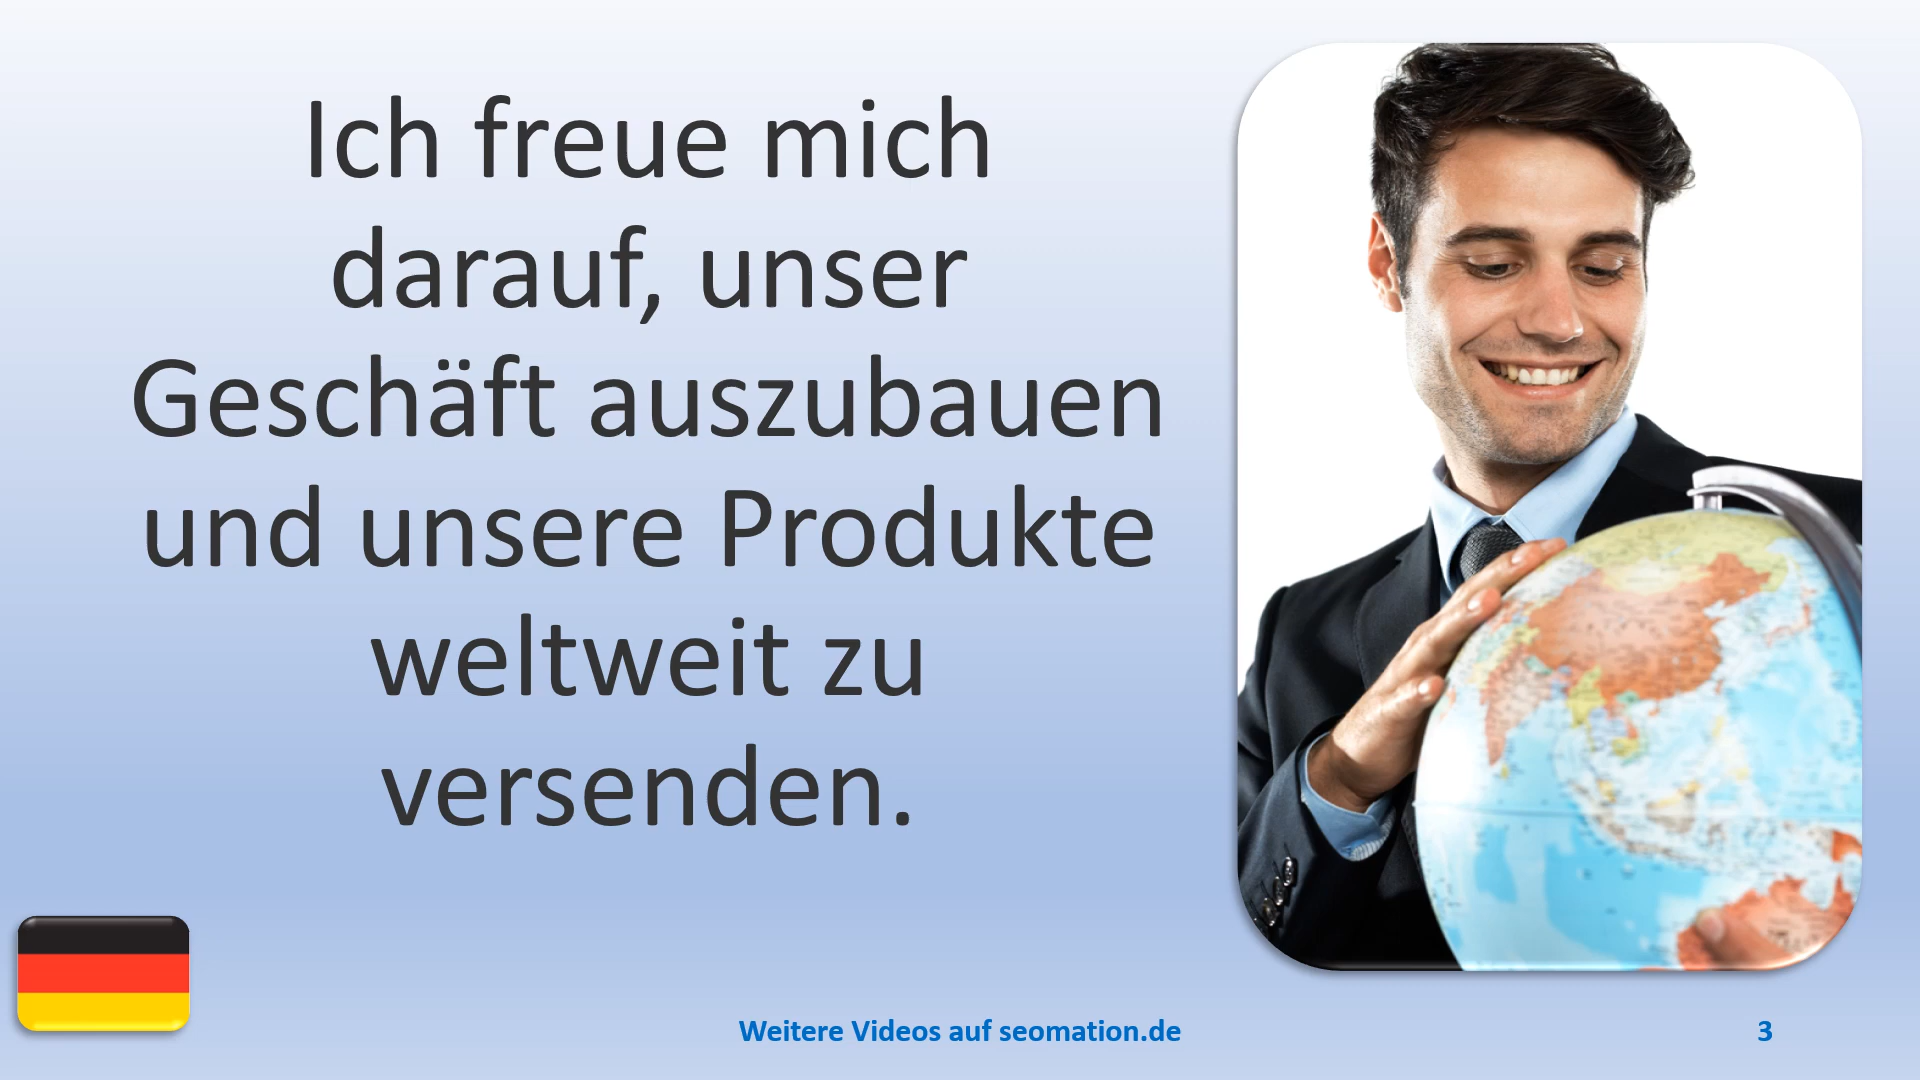 Ich freue mich
darauf, unser
Geschäft auszubauen
und unsere Produkte
weltweit zu
versenden.
Weitere Videos auf seomation.de
3